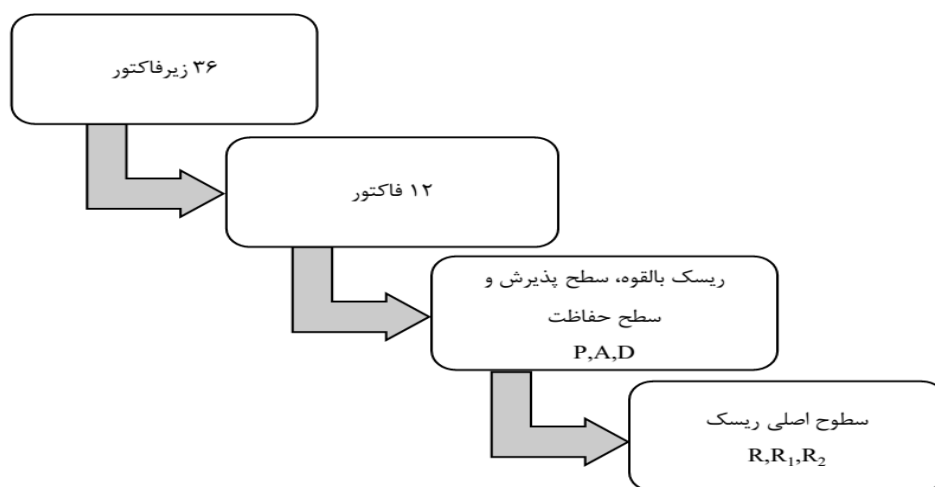 ۳۶ زیرفاکتور
۱۲ فاکتور
ریسک بالقوه، سطح پذیرش و
سطح حفاظت
P,A,D
سطوح اصلی ریسک
R,R₁,R₂